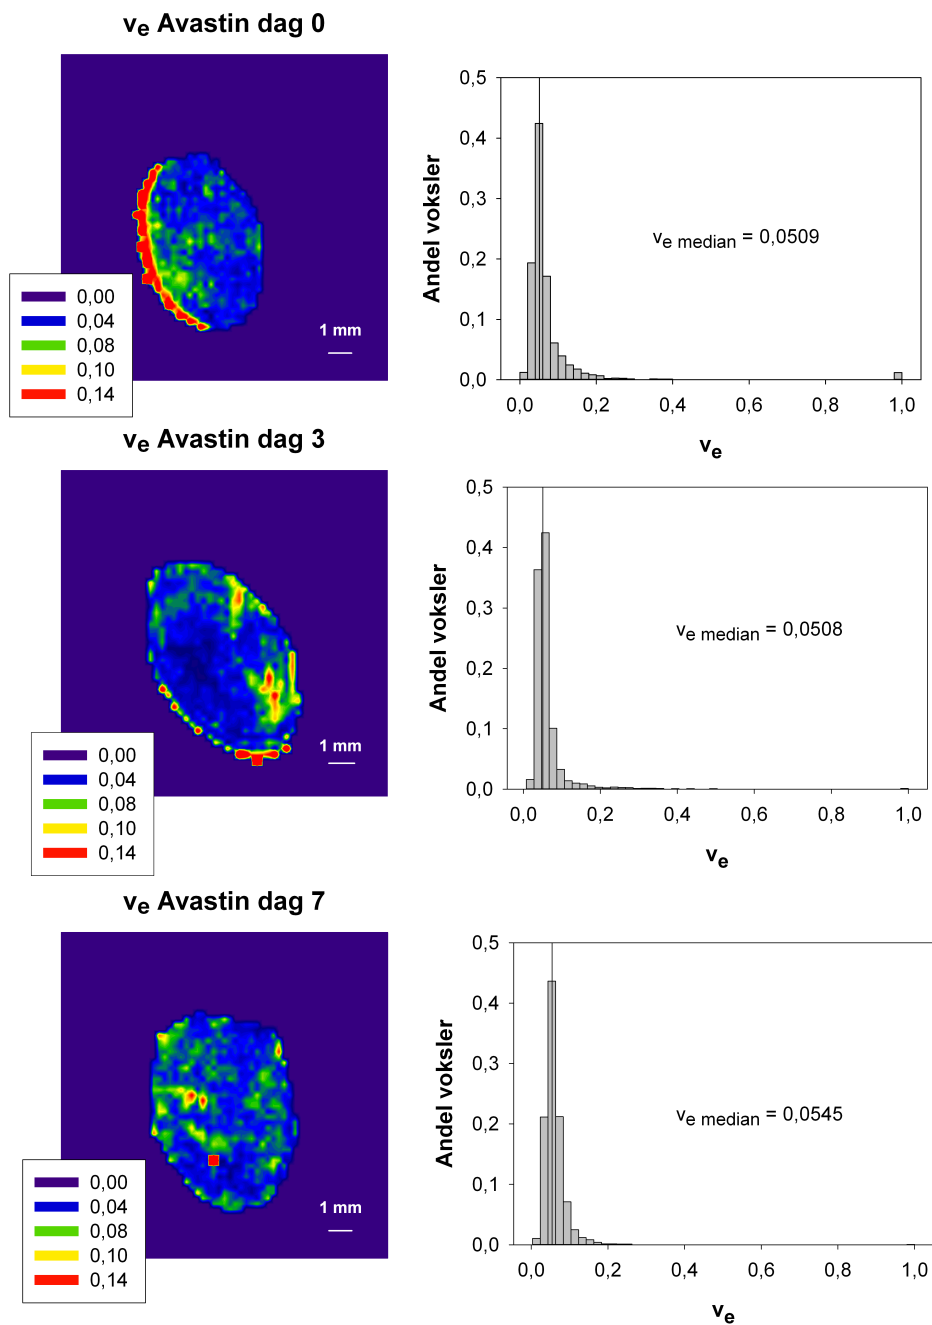 ve Avastin dag 0
0,00
0,04
0,08
0,10
0,14
1 mm
0,5
0,4
0,3
0,2
0,1
0,0
Andel voksler
ve median = 0,0509
0,0 0,2 0,4 0,6 0,8 1,0
ve
ve Avastin dag 3
0,00
0,04
0,08
0,10
0,14
1 mm
0,5
0,4
0,3
0,2
0,1
0,0
Andel voksler
ve median = 0,0508
0,0 0,2 0,4 0,6 0,8 1,0
ve
ve Avastin dag 7
0,00
0,04
0,08
0,10
0,14
1 mm
0,5
0,4
0,3
0,2
0,1
0,0
Andel voksler
ve median = 0,0545
0,0 0,2 0,4 0,6 0,8 1,0
ve